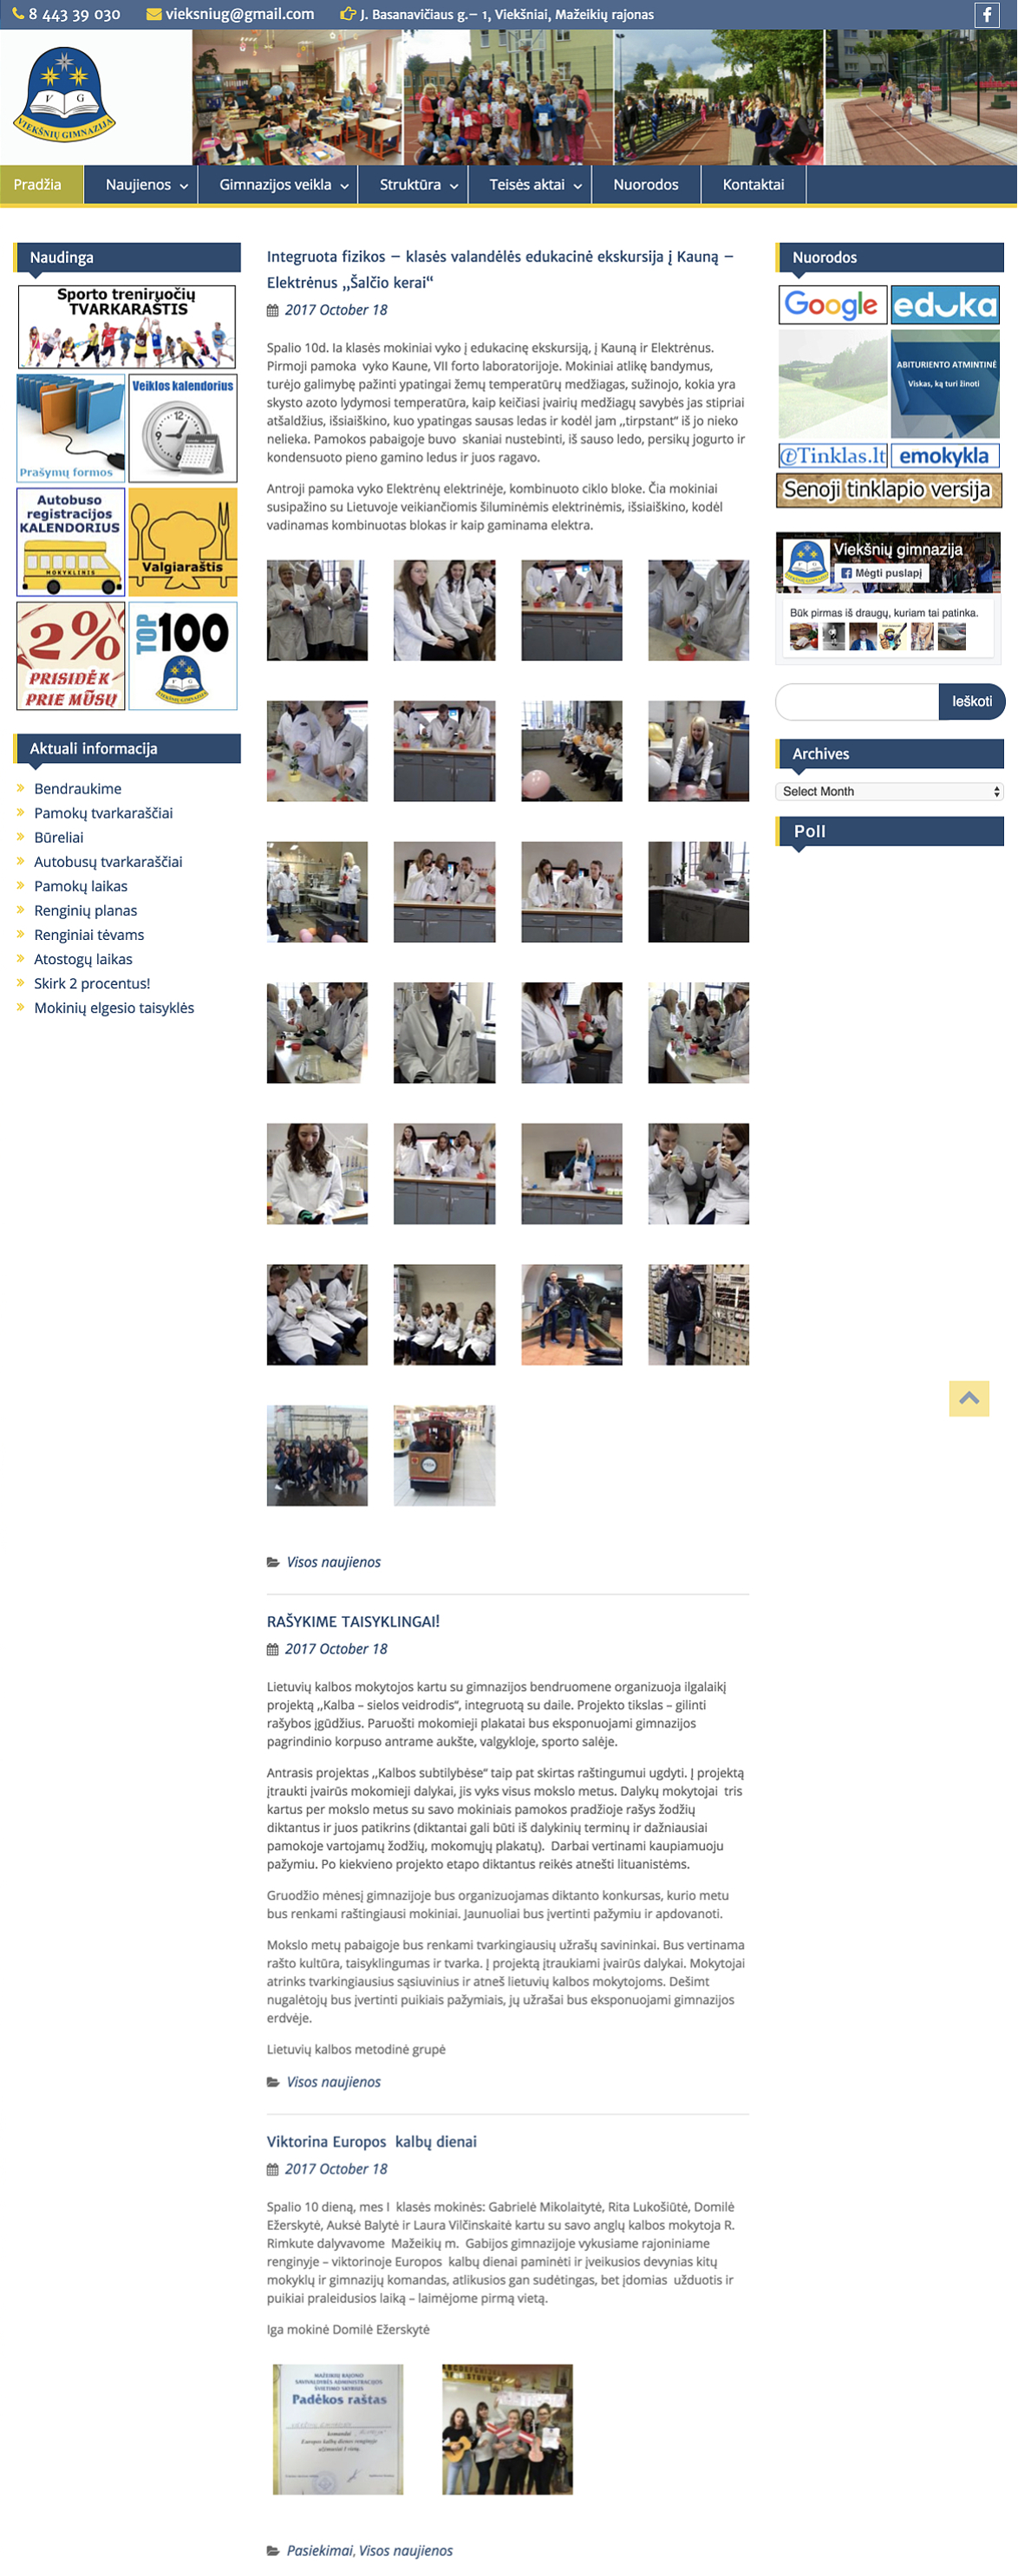 8 443 39 030 vieksniug@gmail.com J. Basanavičiaus g.– 1, Viekšniai, Mažeikių rajonas
V G
VIEKŠNIŲ GIMNAZIJA
Pradžia Naujienos Gimnazijos veikla Struktūra Teisės aktai Nuorodos Kontaktai
Naudinga
Sporto treniruočių
TVARKARAŠTIS
Prašymų formos
Veiklos kalendorius
Autobuso
registracijos
KALENDORIUS
MOKYKLINIS
Valgiaraštis
2%
PRISIDĖK
PRIE MŪSŲ
TOP 100
Aktuali informacija
Bendraukime
Pamokų tvarkaraščiai
Būreliai
Autobusų tvarkaraščiai
Pamokų laikas
Renginių planas
Renginiai tėvams
Atostogų laikas
Skirk 2 procentus!
Mokinių elgesio taisyklės
Integruota fizikos – klasės valandėlės edukacinė ekskursija į Kauną –
Elektrėnus ,,Šalčio kerai“
2017 October 18
Spalio 10d. Ia klasės mokiniai vyko į edukacinę ekskursiją, į Kauną ir Elektrėnus.
Pirmoji pamoka  vyko Kaune, VII forto laboratorijoje. Mokiniai atlikę bandymus,
turėjo galimybę pažinti ypatingai žemų temperatūrų medžiagas, sužinojo, kokia yra
skysto azoto lydymosi temperatūra, kaip keičiasi įvairių medžiagų savybės jas stipriai
atšaldžius, išsiaiškino, kuo ypatingas sausas ledas ir kodėl jam ,,tirpstant“ iš jo nieko
nelieka. Pamokos pabaigoje buvo  skaniai nustebinti, iš sauso ledo, persikų jogurto ir
kondensuoto pieno gamino ledus ir juos ragavo.
Antroji pamoka vyko Elektrėnų elektrinėje, kombinuoto ciklo bloke. Čia mokiniai
susipažino su Lietuvoje veikiančiomis šiluminėmis elektrinėmis, išsiaiškino, kodėl
vadinamas kombinuotas blokas ir kaip gaminama elektra.
Visos naujienos
RAŠYKIME TAISYKLINGAI!
2017 October 18
Lietuvių kalbos mokytojos kartu su gimnazijos bendruomene organizuoja ilgalaikį
projektą ,,Kalba – sielos veidrodis“, integruotą su daile. Projekto tikslas – gilinti
rašybos įgūdžius. Paruošti mokomieji plakatai bus eksponuojami gimnazijos
pagrindinio korpuso antrame aukšte, valgykloje, sporto salėje.
Antrasis projektas ,,Kalbos subtilybėse“ taip pat skirtas raštingumui ugdyti. Į projektą
įtraukti įvairūs mokomieji dalykai, jis vyks visus mokslo metus. Dalykų mokytojai  tris
kartus per mokslo metus su savo mokiniais pamokos pradžioje rašys žodžių
diktantus ir juos patikrins (diktantai gali būti iš dalykinių terminų ir dažniausiai
pamokoje vartojamų žodžių, mokomųjų plakatų).  Darbai vertinami kaupiamuoju
pažymiu. Po kiekvieno projekto etapo diktantus reikės atnešti lituanistėms.
Gruodžio mėnesį gimnazijoje bus organizuojamas diktanto konkursas, kurio metu
bus renkami raštingiausi mokiniai. Jaunuoliai bus įvertinti pažymiu ir apdovanoti.
Mokslo metų pabaigoje bus renkami tvarkingiausių užrašų savininkai. Bus vertinama
rašto kultūra, taisyklingumas ir tvarka. Į projektą įtraukiami įvairūs dalykai. Mokytojai
atrinks tvarkingiausius sąsiuvinius ir atneš lietuvių kalbos mokytojoms. Dešimt
nugalėtojų bus įvertinti puikiais pažymiais, jų užrašai bus eksponuojami gimnazijos
erdvėje.
Lietuvių kalbos metodinė grupė
Visos naujienos
Viktorina Europos  kalbų dienai
2017 October 18
Spalio 10 dieną, mes I  klasės mokinės: Gabrielė Mikolaitytė, Rita Lukošiūtė, Domilė
Ežerskytė, Auksė Balytė ir Laura Vilčinskaitė kartu su savo anglų kalbos mokytoja R.
Rimkute dalyvavome  Mažeikių m.  Gabijos gimnazijoje vykusiame rajoniniame
renginyje – viktorinoje Europos  kalbų dienai paminėti ir įveikusios devynias kitų
mokyklų ir gimnazijų komandas, atlikusios gan sudėtingas, bet įdomias  užduotis ir
puikiai praleidusios laiką – laimėjome pirmą vietą.
Iga mokinė Domilė Ežerskytė
MAŽEIKIŲ RAJONO
SAVIVALDYBĖS ADMINISTRACIJOS
ŠVIETIMO SKYRIUS
Padėkos raštas
Pasiekimai, Visos naujienos
Nuorodos
Google eduka
ABITURIENTO ATMINTINĖ
Viskas, ką turi žinoti
@Tinklas.lt emokykla
Senoji tinklapio versija
Viekšnių gimnazija
Mėgti puslapį
Būk pirmas iš draugų, kuriam tai patinka.
Ieškoti
Archives
Select Month
Poll